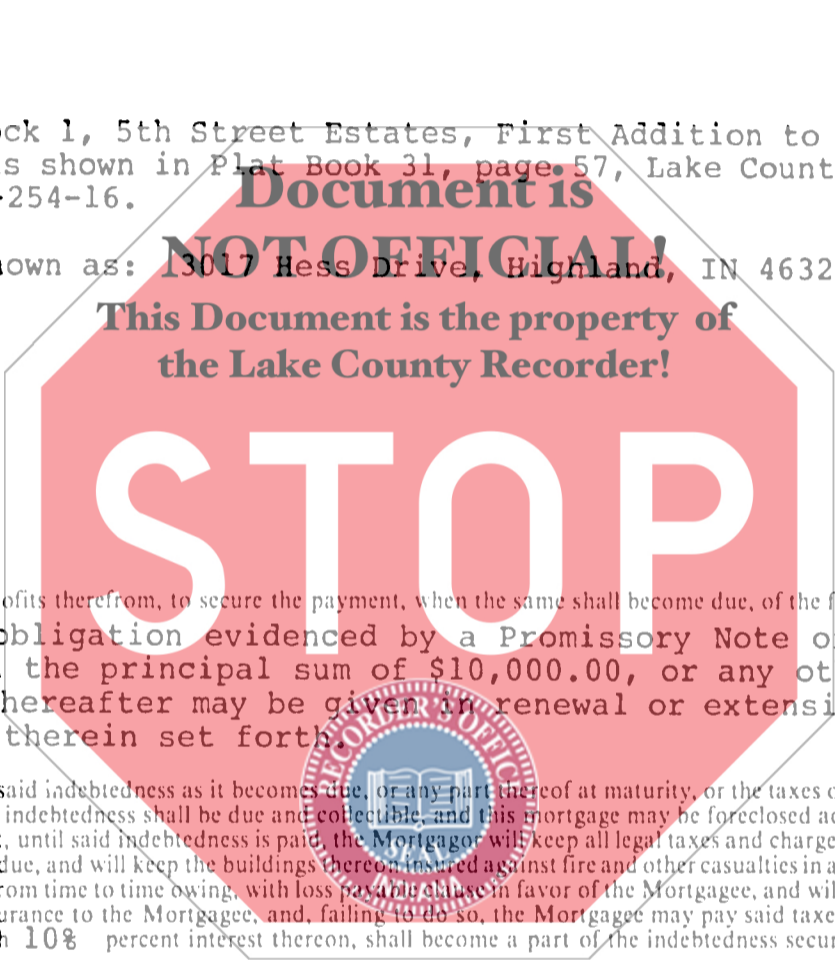 ock 1, 5th Street Estates, First Addition to
s shown in Plat Book 31, page 57, Lake Count
-254-16.
Document is
own as: 3017 Hess Drive, Highland, IN 4632
NOT OFFICIAL!
This Document is the property of
the Lake County Recorder!
STOP
ofits therefrom, to secure the payment, when the same shall become due, of the f
obligation evidenced by a Promissory Note o
the principal sum of $10,000.00, or any ot
hereafter may be given in renewal or extensi
therein set forth.
RECORDER'S OFFICE
said indebtedness as it becomes due, or any part thereof at maturity, or the taxes o
indebtedness shall be due and collectible, and this mortgage may be foreclosed ac
, until said indebtedness is paid, the Mortgagor will keep all legal taxes and charge
due, and will keep the buildings thereon insured against fire and other casualties in a
rom time to time owing, with loss payable clause in favor of the Mortgagee, and wil
urance to the Mortgagee, and, failing to do so, the Mortgagee may pay said taxe
h 10% percent interest thereon, shall become a part of the indebtedness secur